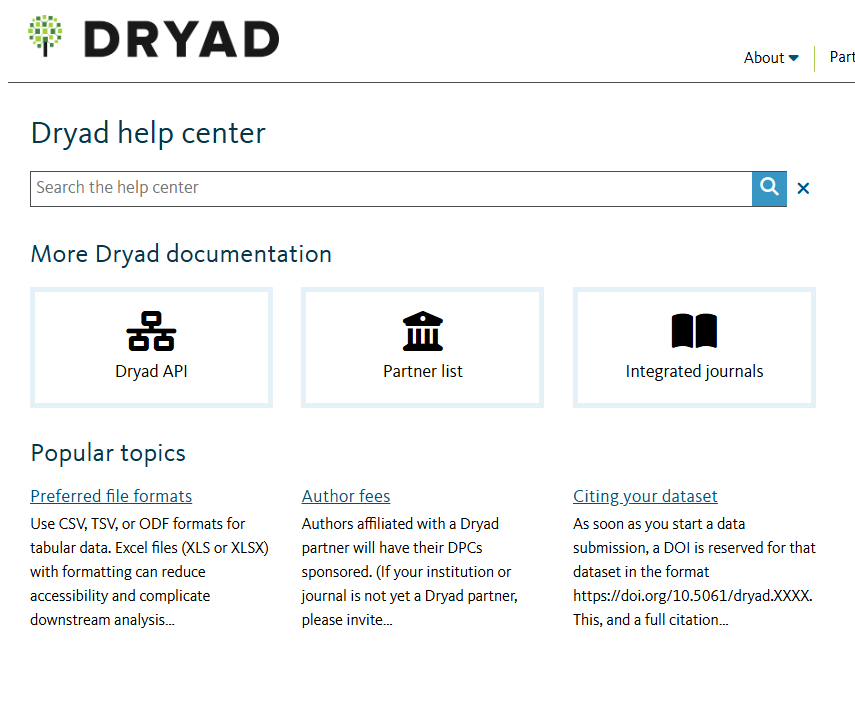 DRYAD
About
Part
Dryad help center
Search the help center
More Dryad documentation
Dryad API
Partner list
Integrated journals
Popular topics
Preferred file formats
Use CSV, TSV, or ODF formats for
tabular data. Excel files (XLS or XLSX)
with formatting can reduce
accessibility and complicate
downstream analysis...
Author fees
Authors affiliated with a Dryad
partner will have their DPCs
sponsored. (If your institution or
journal is not yet a Dryad partner,
please invite...
Citing your dataset
As soon as you start a data
submission, a DOI is reserved for that
dataset in the format
https://doi.org/10.5061/dryad.XXXX.
This, and a full citation...